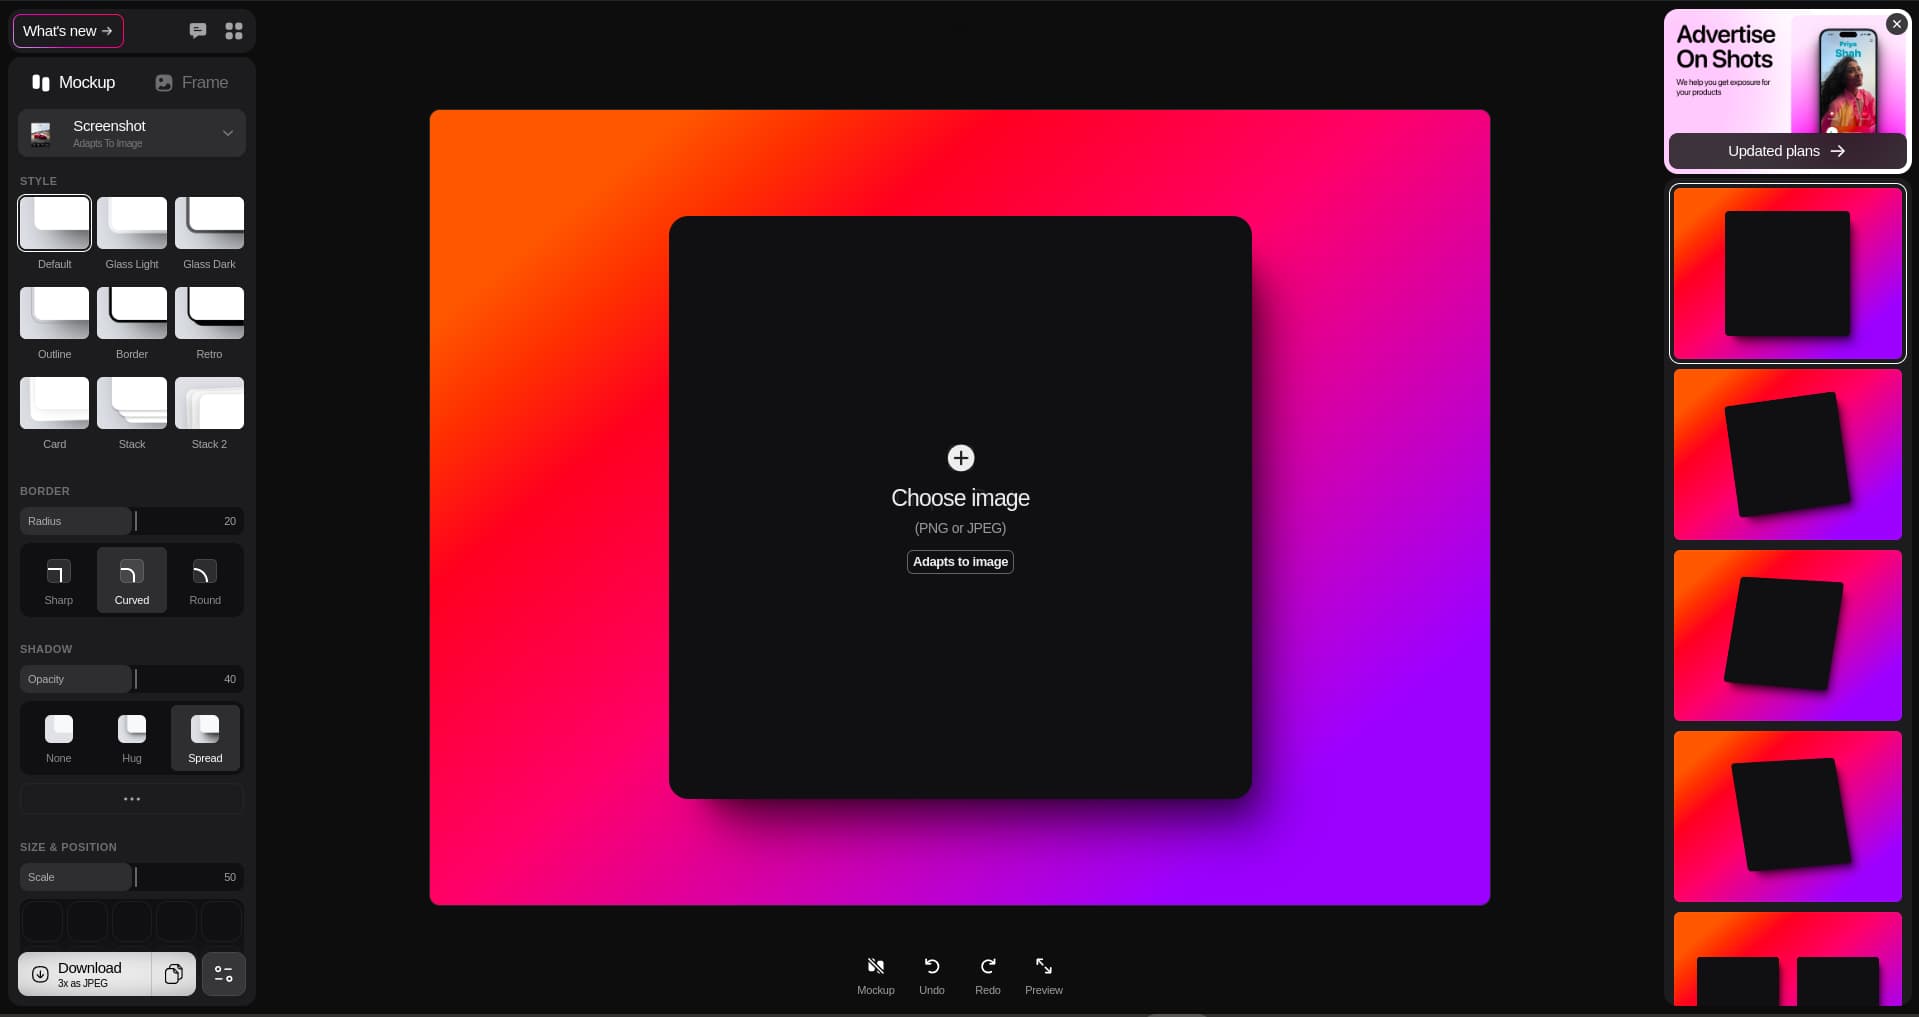 What's new →
Mockup
Frame
Screenshot
Adapts To Image
STYLE
Default
Glass Light
Glass Dark
Outline
Border
Retro
Card
Stack
Stack 2
BORDER
Radius
20
Sharp
Curved
Round
SHADOW
Opacity
40
None
Hug
Spread
SIZE & POSITION
Scale
50
Download
3x as JPEG
Choose image
(PNG or JPEG)
Adapts to image
Mockup
Undo
Redo
Preview
Advertise
On Shots
We help you get exposure for
your products
Priya
Shah
Updated plans →